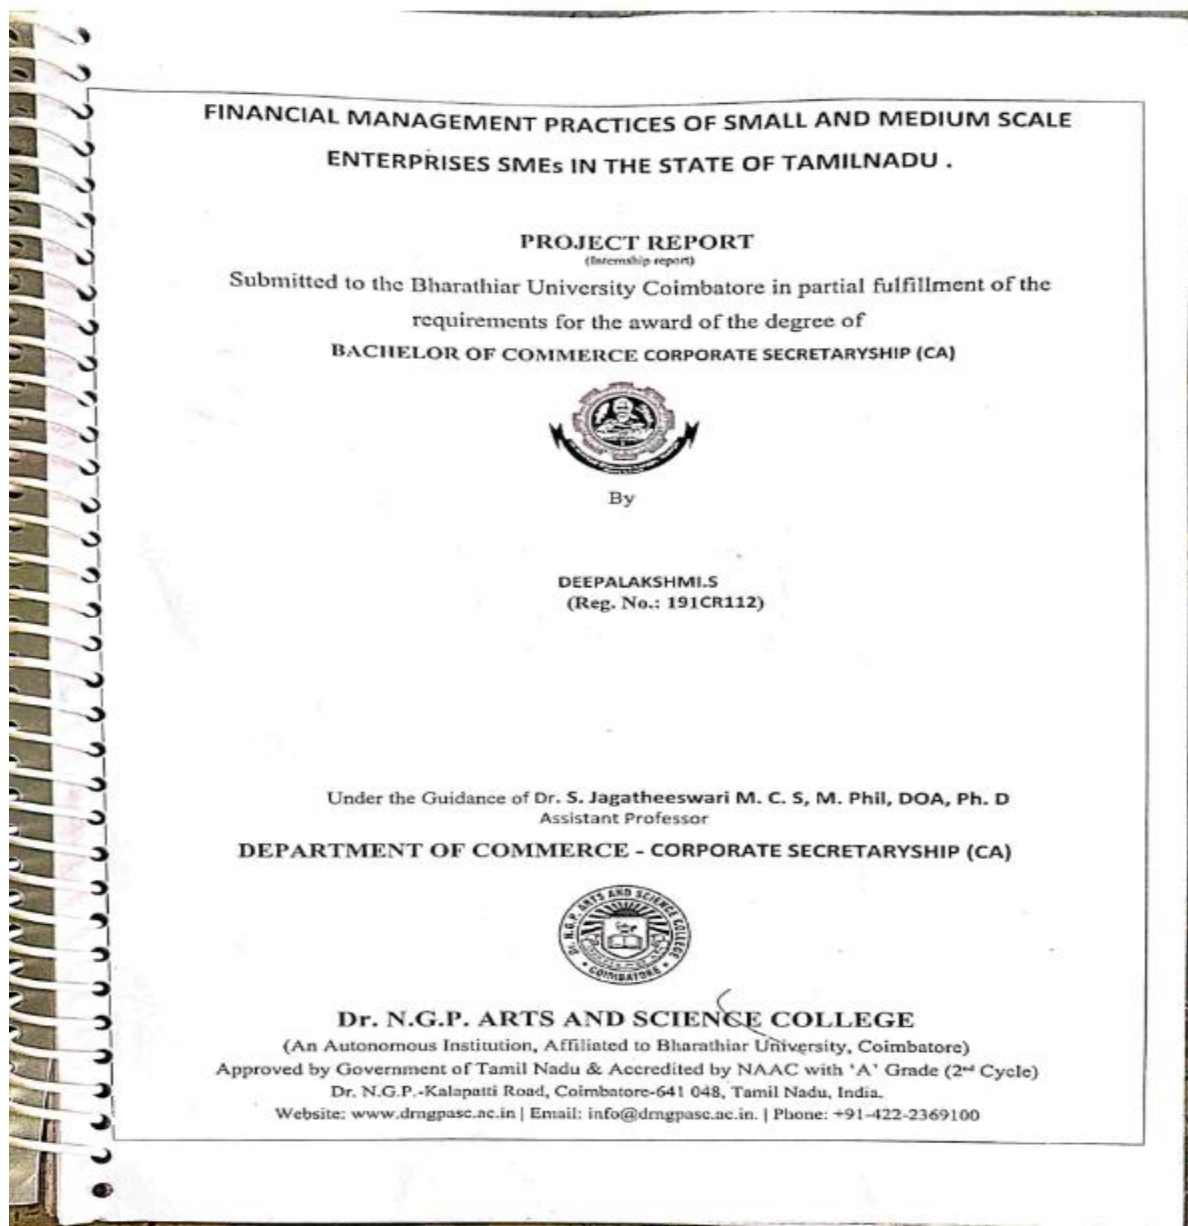 FINANCIAL MANAGEMENT PRACTICES OF SMALL AND MEDIUM SCALE
ENTERPRISES SMEs IN THE STATE OF TAMILNADU .
PROJECT REPORT
(Internship report)
Submitted to the Bharathiar University Coimbatore in partial fulfillment of the
requirements for the award of the degree of
BACHELOR OF COMMERCE CORPORATE SECRETARYSHIP (CA)
By
DEEPALAKSHMI.S
(Reg. No.: 191CR112)
Under the Guidance of Dr. S. Jagatheeswari M. C. S, M. Phil, DOA, Ph. D
Assistant Professor
DEPARTMENT OF COMMERCE - CORPORATE SECRETARYSHIP (CA)
Dr. N.G.P. ARTS AND SCIENCE COLLEGE
COIMBATORE
Dr. N.G.P. ARTS AND SCIENCE COLLEGE
(An Autonomous Institution, Affiliated to Bharathiar University, Coimbatore)
Approved by Government of Tamil Nadu & Accredited by NAAC with 'A' Grade (2nd Cycle)
Dr. N.G.P.-Kalapatti Road, Coimbatore-641 048, Tamil Nadu, India.
Website: www.drngpasc.ac.in | Email: info@drngpasc.ac.in. | Phone: +91-422-2369100